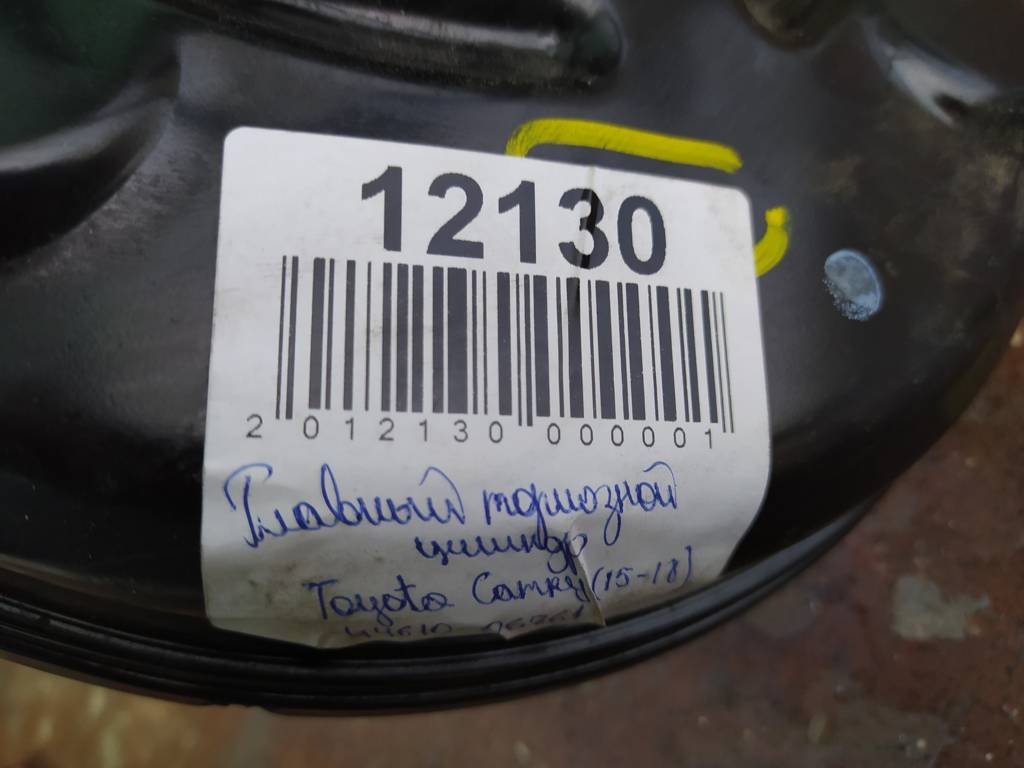 12130
2 012130 000001
Главный тормозной
цилиндр
Toyota Camry (15-18)